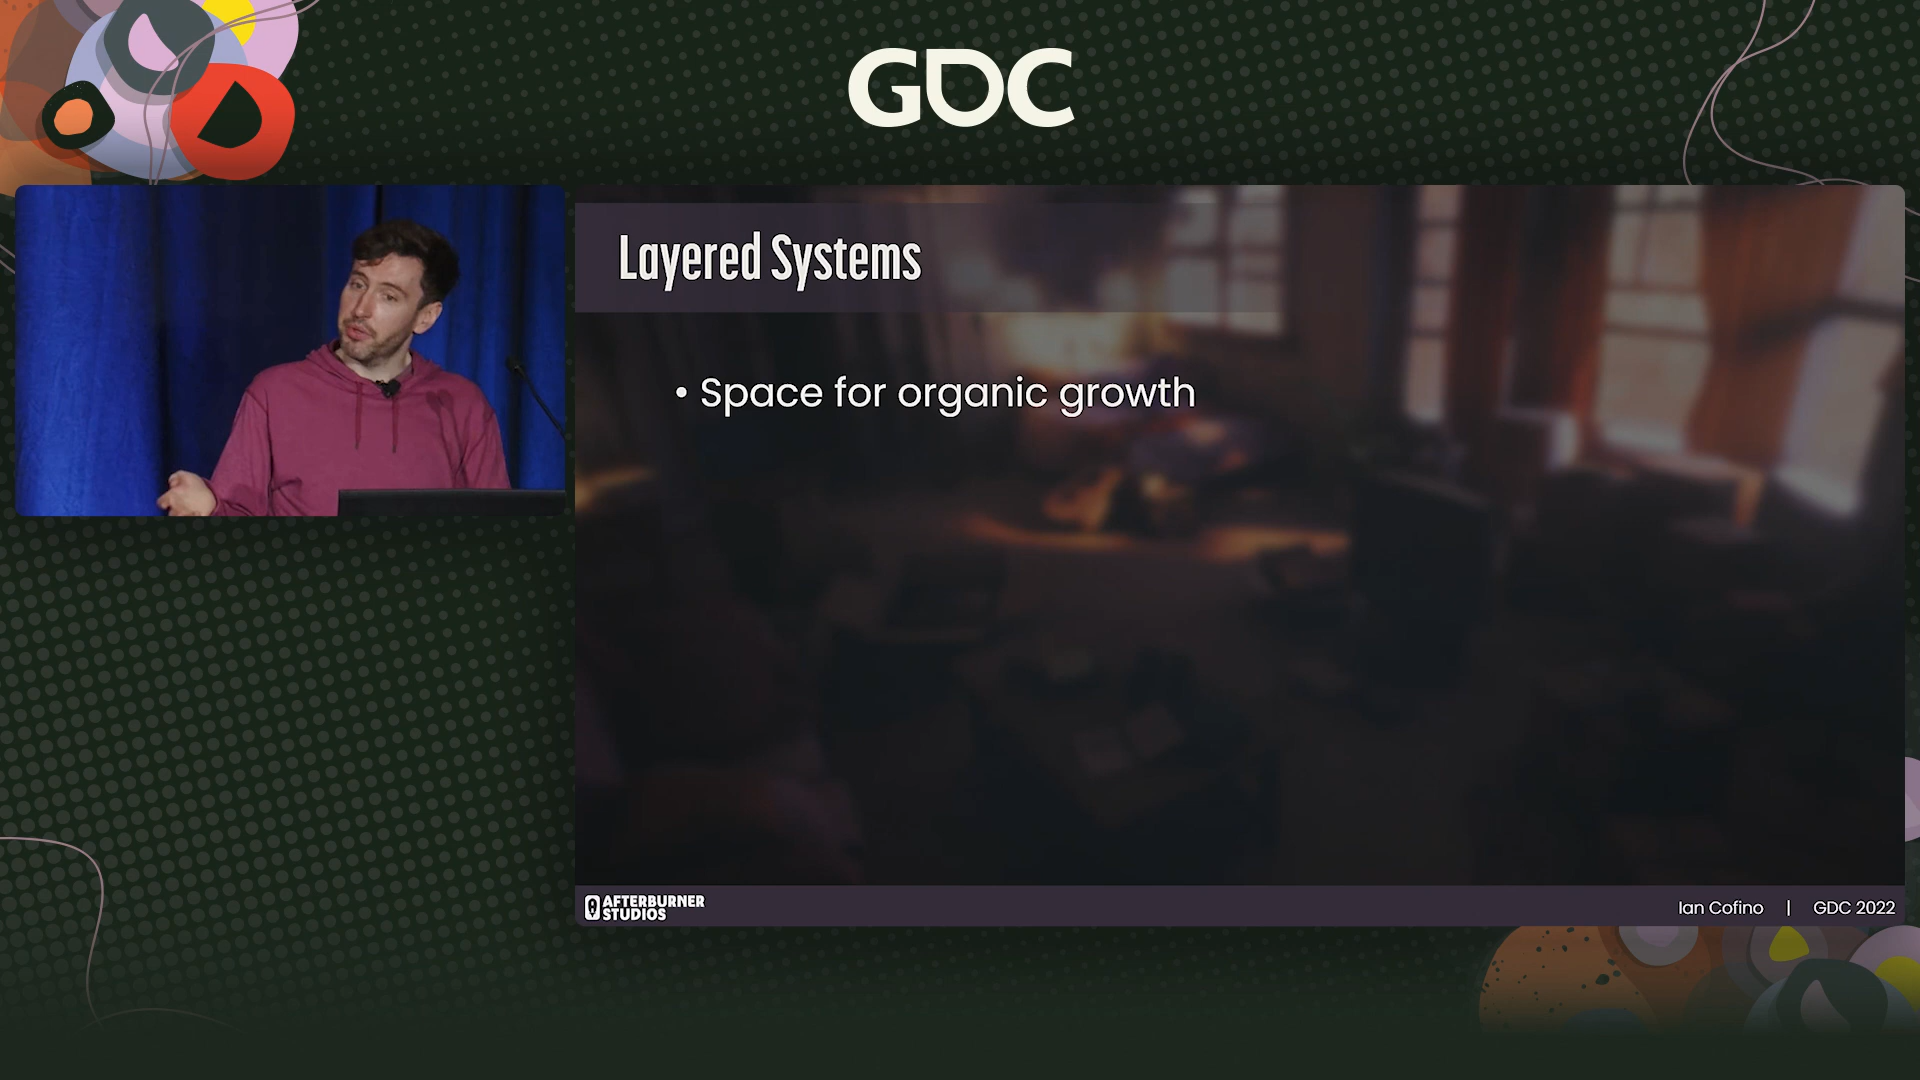 GDC
Layered Systems
• Space for organic growth
AFTERBURNER
STUDIOS
Ian Cofino | GDC 2022